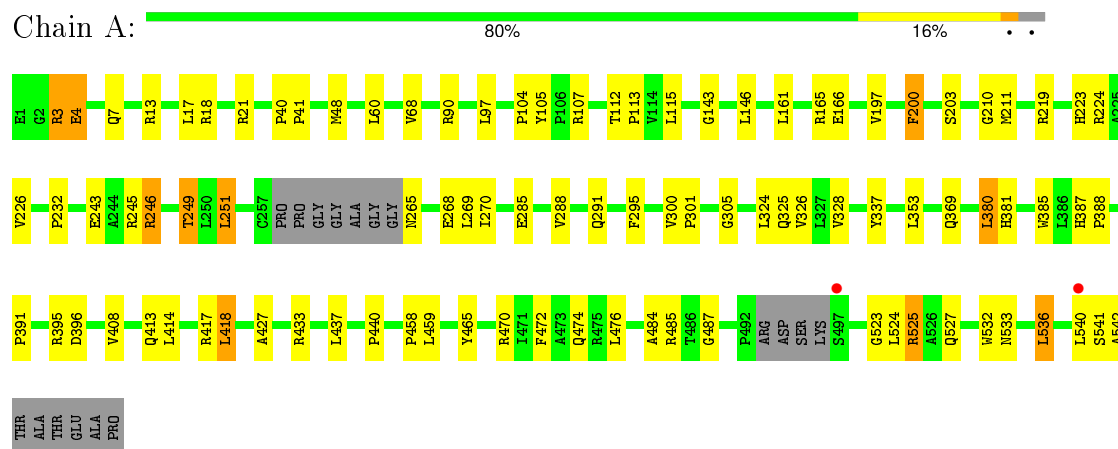 Chain A:
80% 16% • •
E1 G2 R3 E4 Q7 R13 L17 R18 R21 P40 P41 M48 L60 V68 R90 L97 P104 Y105 P106 R107 T112 P113 V114 L115 G143 L146 L161 R165 E166 V197 F200 S203 G210 M211 R219 H223 R224 A225
V226 P232 E243 A244 R245 R246 T249 L250 L251 C257 PRO PRO GLY GLY ALA GLY GLY N265 E268 L269 I270 E285 V288 Q291 F295 V300 P301 G305 L324 Q325 V326 L327 V328 Y337 L353 Q369 L380 H381 W385 L386 H387 P388
P391 R395 D396 V408 Q413 L414 R417 L418 A427 R433 L437 P440 P458 L459 Y465 R470 I471 F472 A473 Q474 R475 L476 A484 R485 T486 G487 P492 ARG ASP SER LYS S497 G523 L524 R525 A526 Q527 W532 N533 L536 L540 S541 A542
THR ALA THR GLU ALA PRO